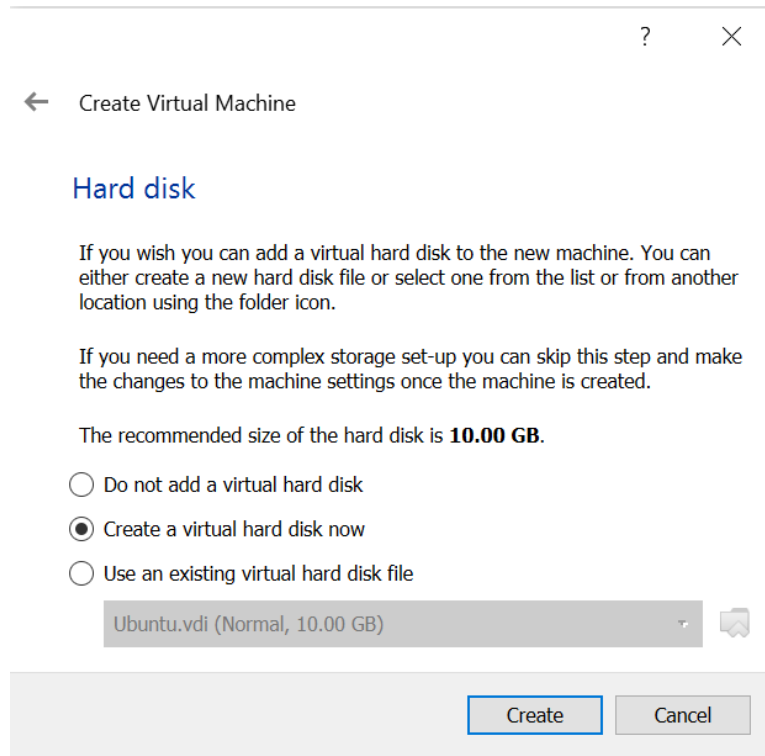 ?
Create Virtual Machine
Hard disk
If you wish you can add a virtual hard disk to the new machine. You can
either create a new hard disk file or select one from the list or from another
location using the folder icon.
If you need a more complex storage set-up you can skip this step and make
the changes to the machine settings once the machine is created.
The recommended size of the hard disk is 10.00 GB.
Do not add a virtual hard disk
Create a virtual hard disk now
Use an existing virtual hard disk file
Ubuntu.vdi (Normal, 10.00 GB)
Create Cancel